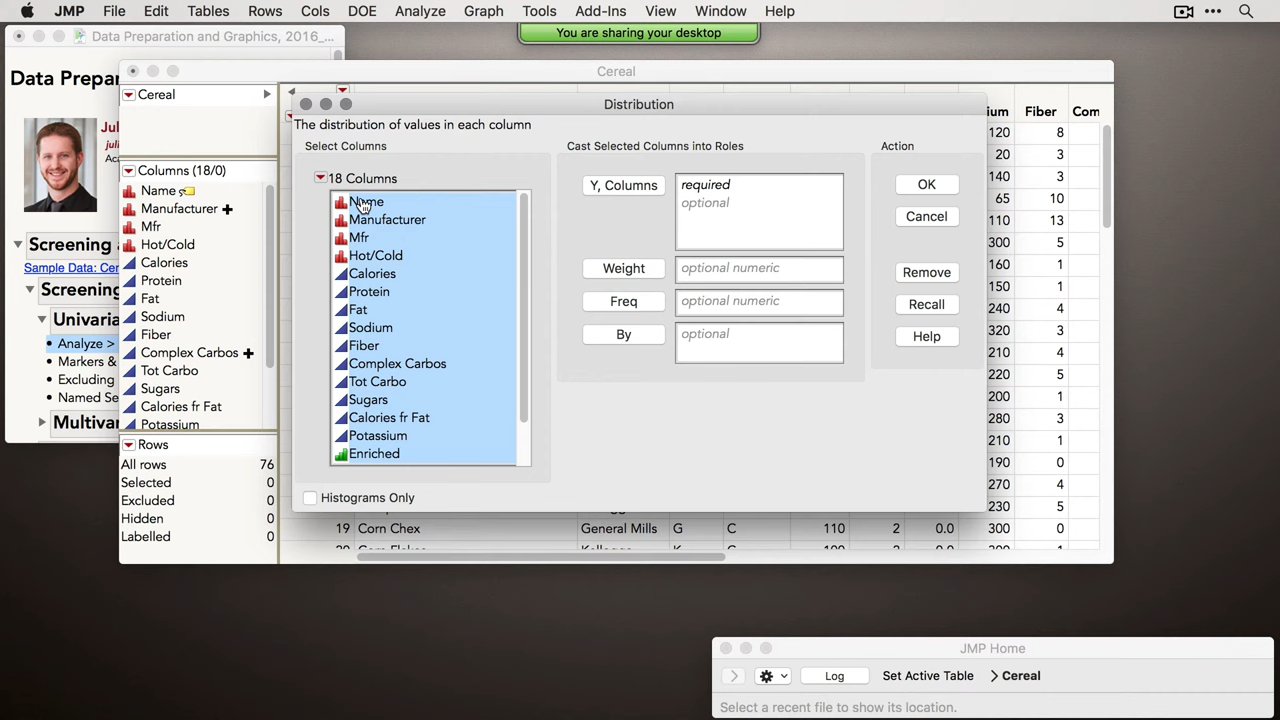 JMP File Edit Tables Rows Cols DOE Analyze Graph Tools Add-Ins View Window Help
You are sharing your desktop
Data Preparation and Graphics, 2016_...
Data Prepar
Jul
juli
Aca
Screening a
Sample Data: Cer
Screening
Univaria
Analyze >
Markers &
Excluding
Named Se
Multivar
Cereal
Cereal
Columns (18/0)
Name
Manufacturer
Mfr
Hot/Cold
Calories
Protein
Fat
Sodium
Fiber
Complex Carbos
Tot Carbo
Sugars
Calories fr Fat
Potassium
Rows
All rows 76
Selected 0
Excluded 0
Hidden 0
Labelled 0
Distribution
The distribution of values in each column
Select Columns
18 Columns
Name
Manufacturer
Mfr
Hot/Cold
Calories
Protein
Fat
Sodium
Fiber
Complex Carbos
Tot Carbo
Sugars
Calories fr Fat
Potassium
Enriched
Histograms Only
Cast Selected Columns into Roles
Y, Columns required
optional
Weight optional numeric
Freq optional numeric
By optional
Action
OK
Cancel
Remove
Recall
Help
ium Fiber Com
120 8
20 3
140 3
65 10
110 13
300 5
160 1
150 1
240 4
320 3
210 4
220 5
200 1
280 3
210 1
190 0
270 4
230 5
19 Corn Chex General Mills G C 110 2 0.0 300 0
JMP Home
Log Set Active Table Cereal
Select a recent file to show its location.